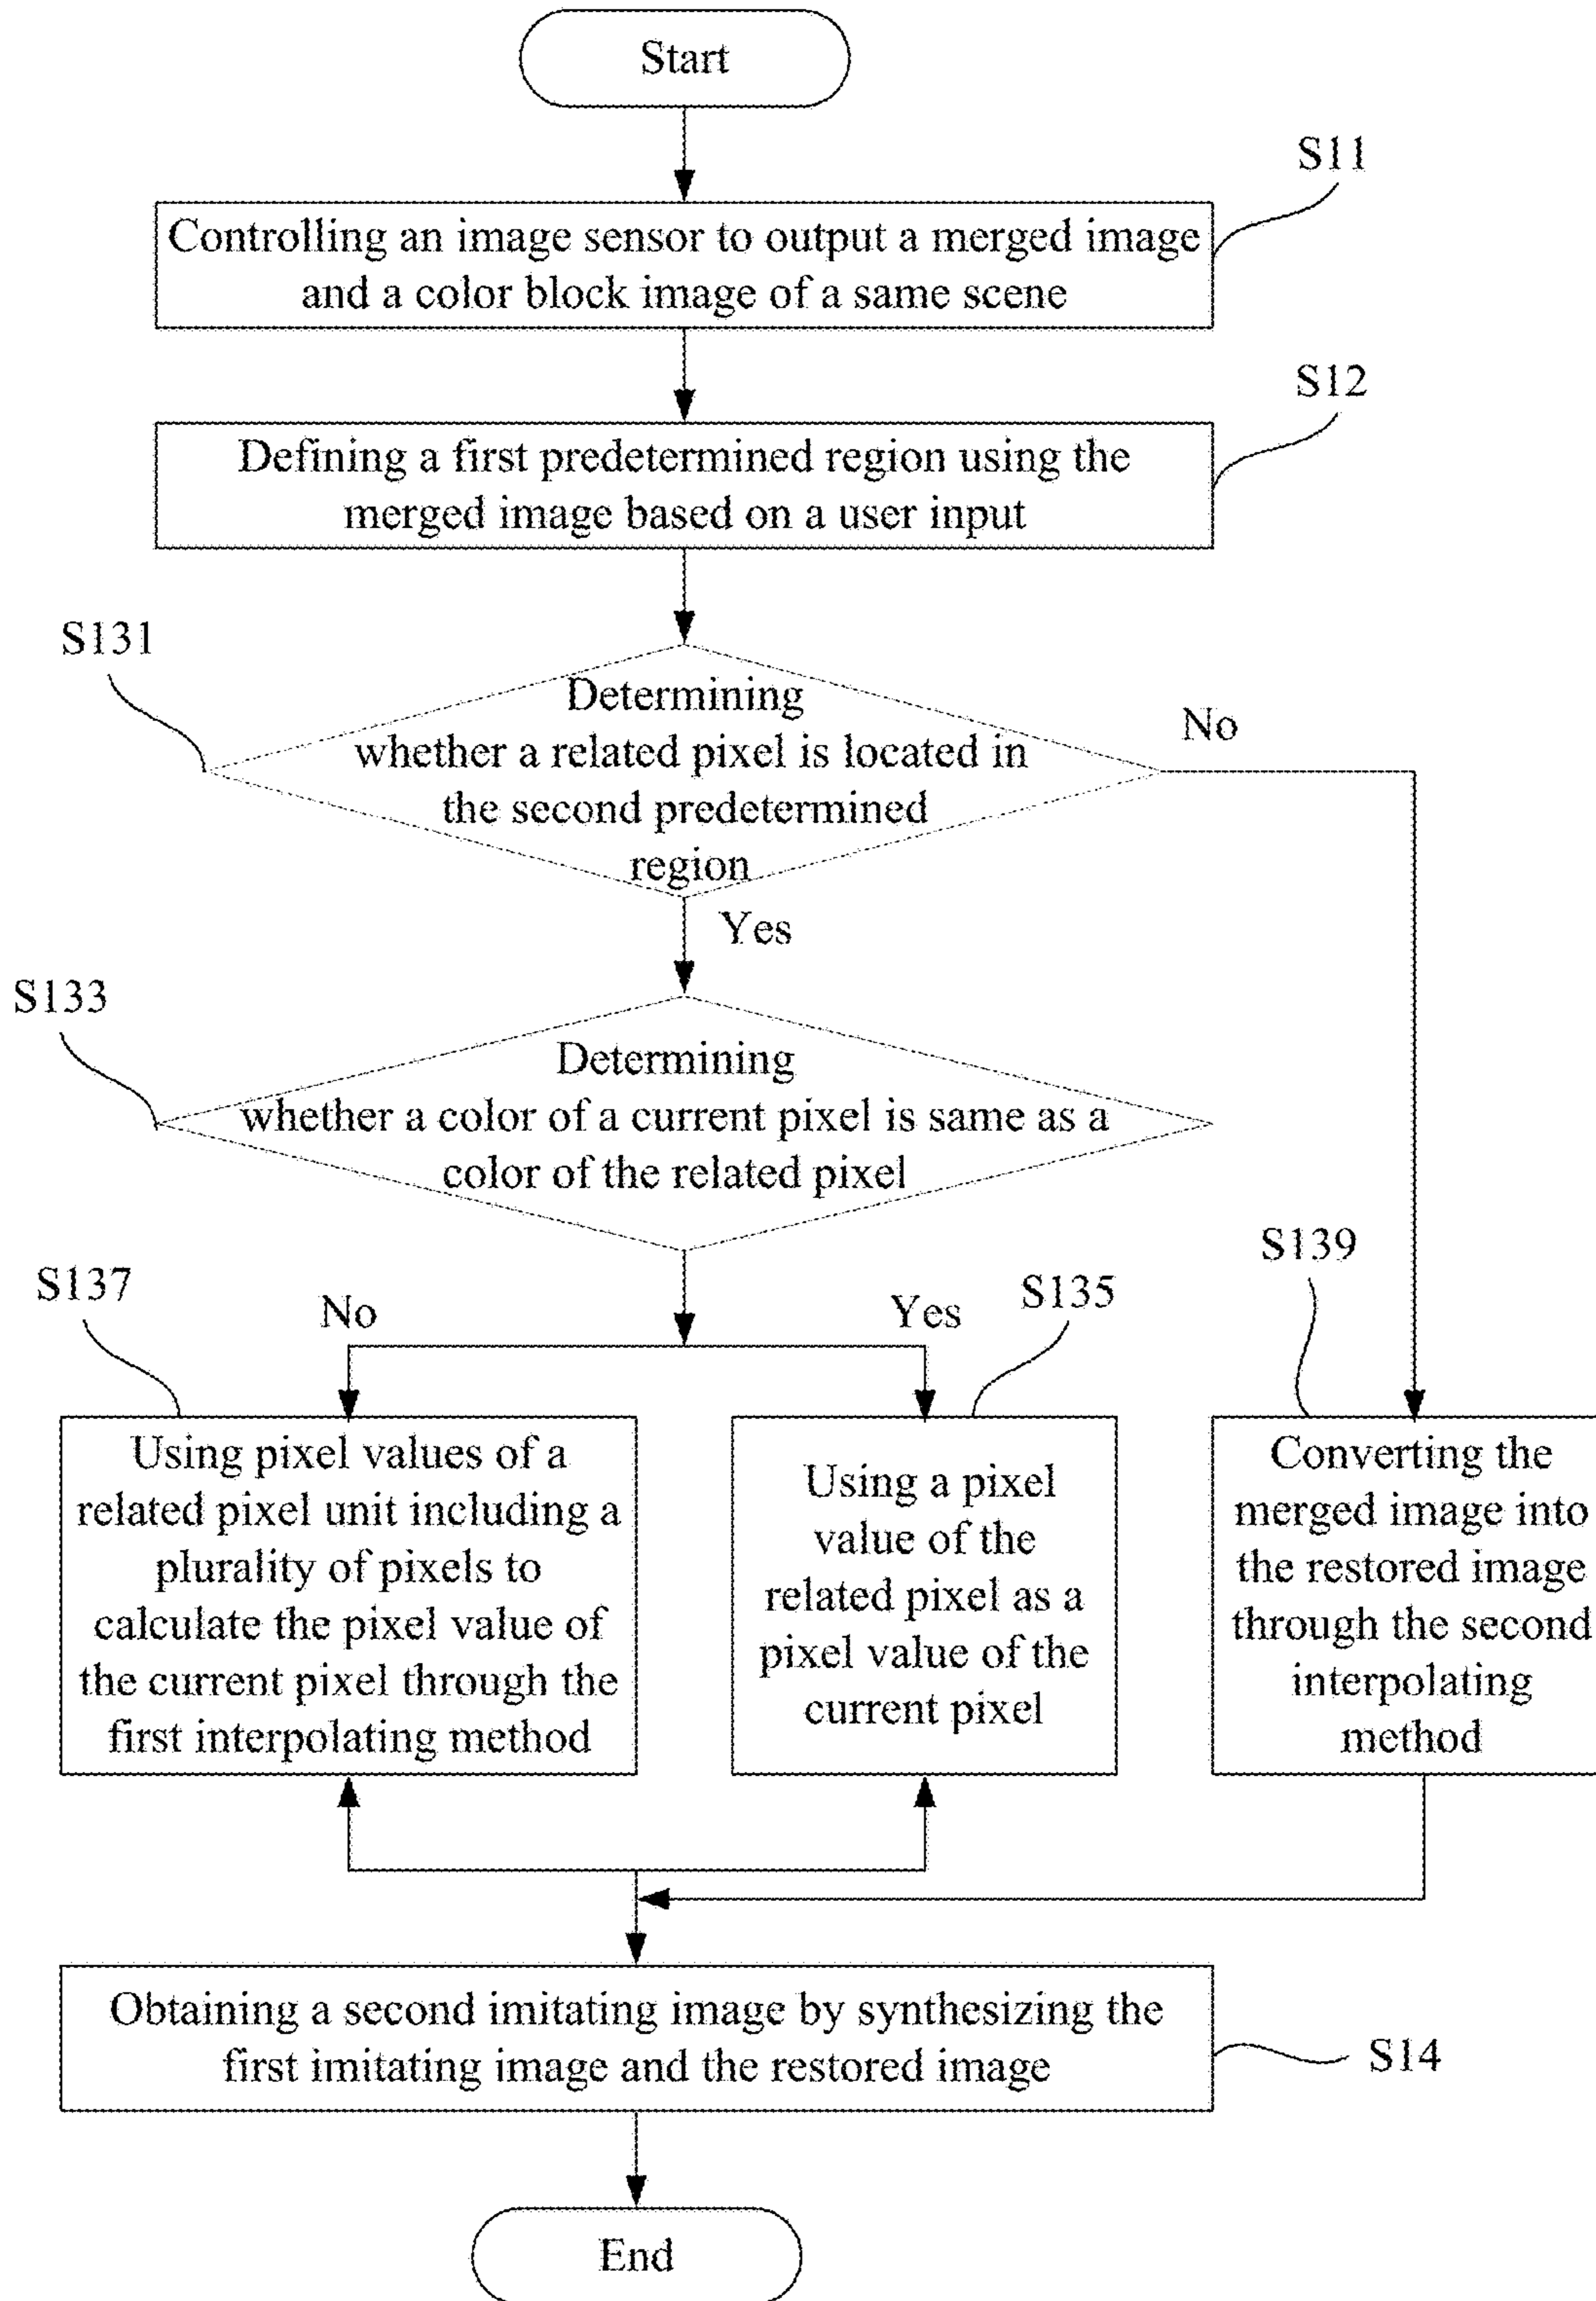 Start
S11
Controlling an image sensor to output a merged image
and a color block image of a same scene
S12
Defining a first predetermined region using the
merged image based on a user input
S131
Determining
whether a related pixel is located in
the second predetermined
region
No
Yes
S133
Determining
whether a color of a current pixel is same as a
color of the related pixel
S137
No
Yes
S135
S139
Using pixel values of a
related pixel unit including a
plurality of pixels to
calculate the pixel value of
the current pixel through the
first interpolating method
Using a pixel
value of the
related pixel as a
pixel value of the
current pixel
Converting the
merged image into
the restored image
through the second
interpolating
method
Obtaining a second imitating image by synthesizing the
first imitating image and the restored image
S14
End